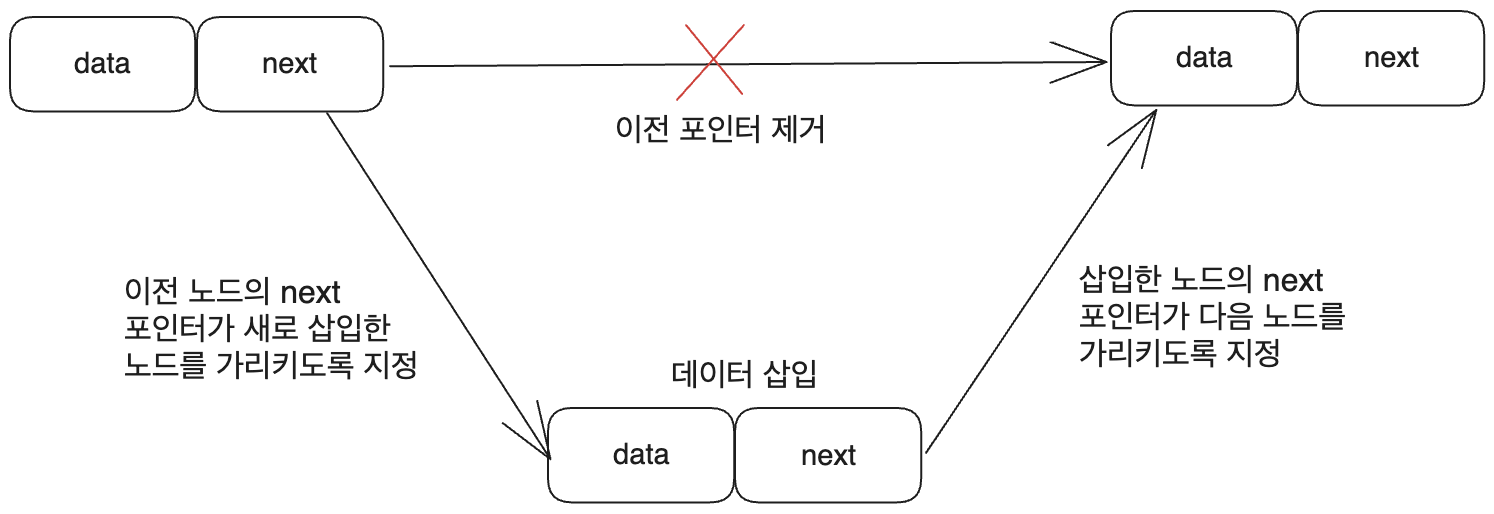 data
next
data
next
이전 포인터 제거
이전 노드의 next
포인터가 새로 삽입한
노드를 가리키도록 지정
삽입한 노드의 next
포인터가 다음 노드를
가리키도록 지정
데이터 삽입
data
next